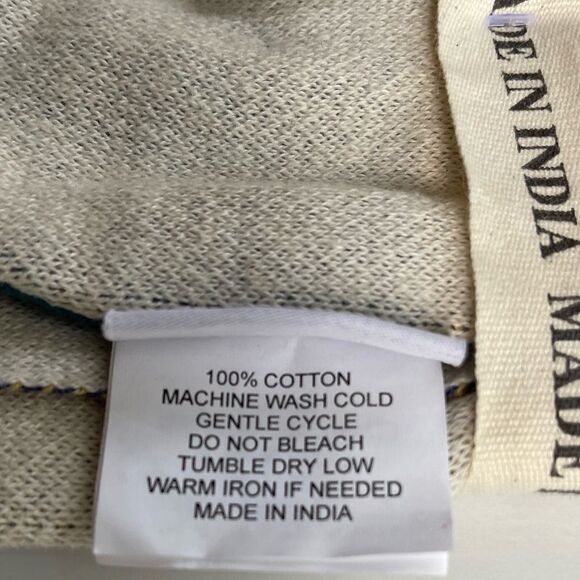 100% COTTON
MACHINE WASH COLD
GENTLE CYCLE
DO NOT BLEACH
TUMBLE DRY LOW
WARM IRON IF NEEDED
MADE IN INDIA
DE IN INDIA MADE